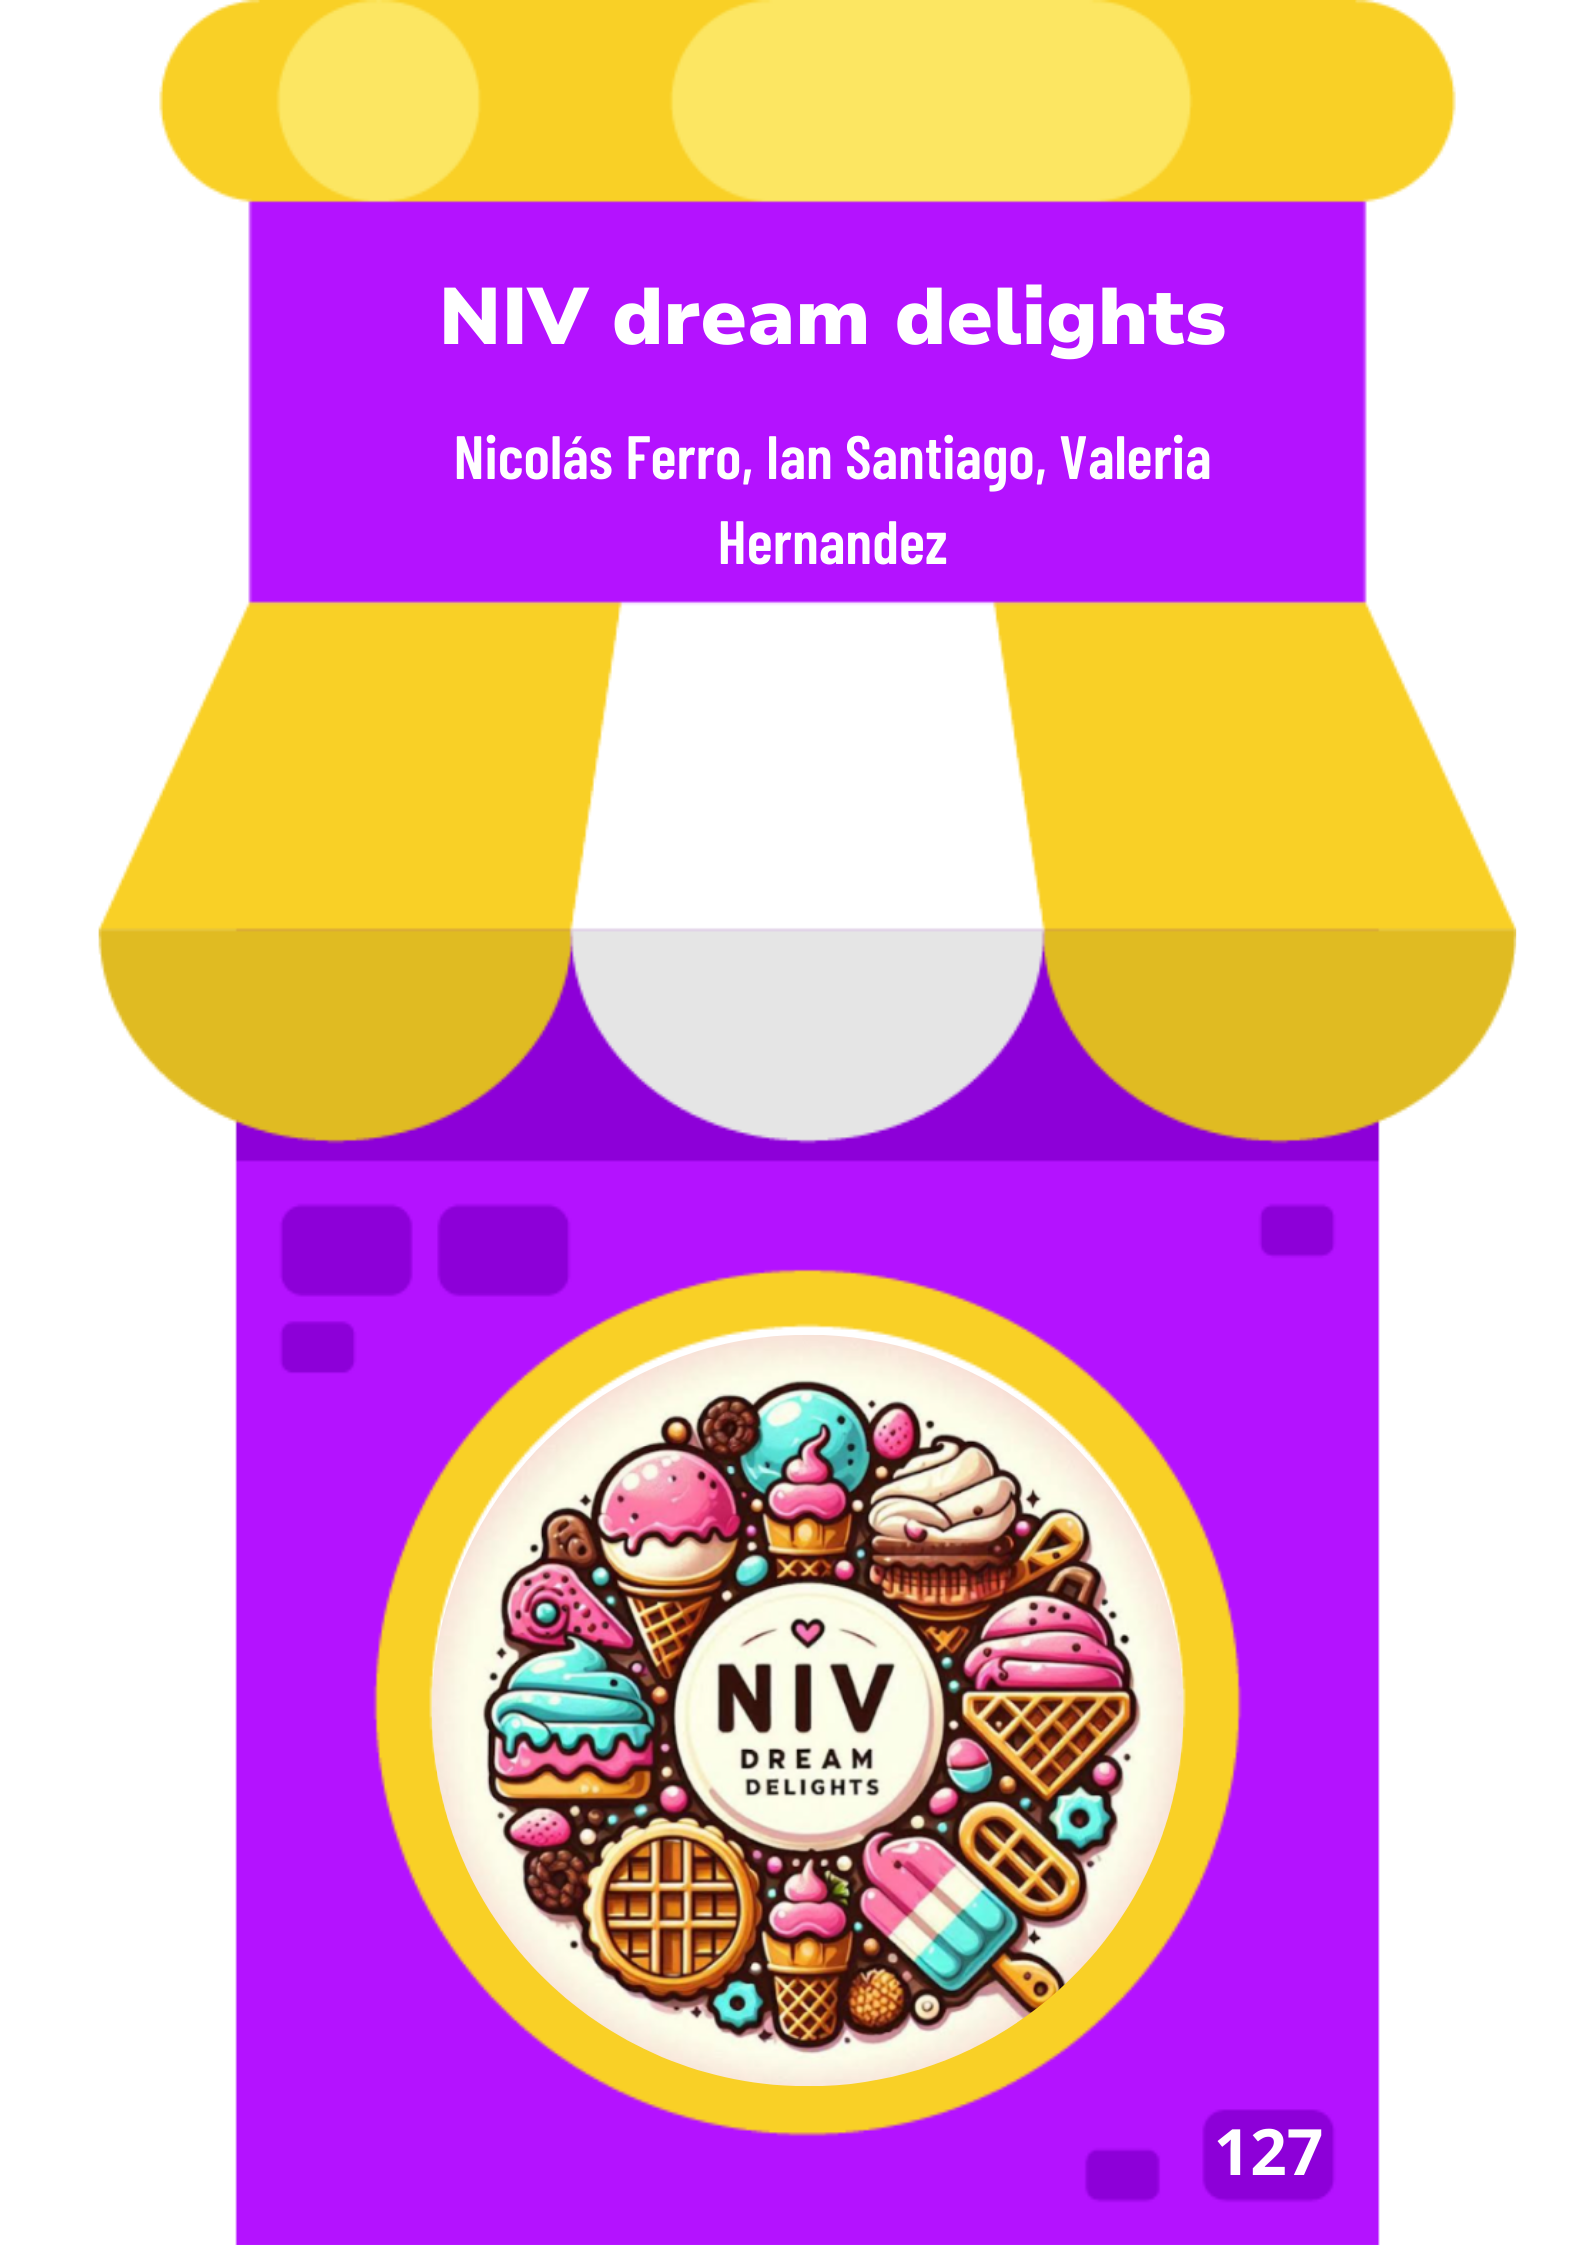 NIV dream delights
Nicolás Ferro, Ian Santiago, Valeria
Hernandez
NIV
DREAM
DELIGHTS
127